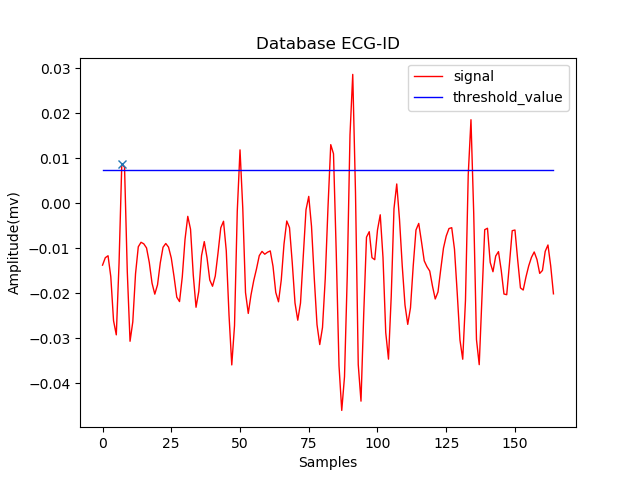 Database ECG-ID
signal
threshold_value
0.03
0.02
0.01
0.00
−0.01
−0.02
−0.03
−0.04
Amplitude(mv)
0 25 50 75 100 125 150
Samples